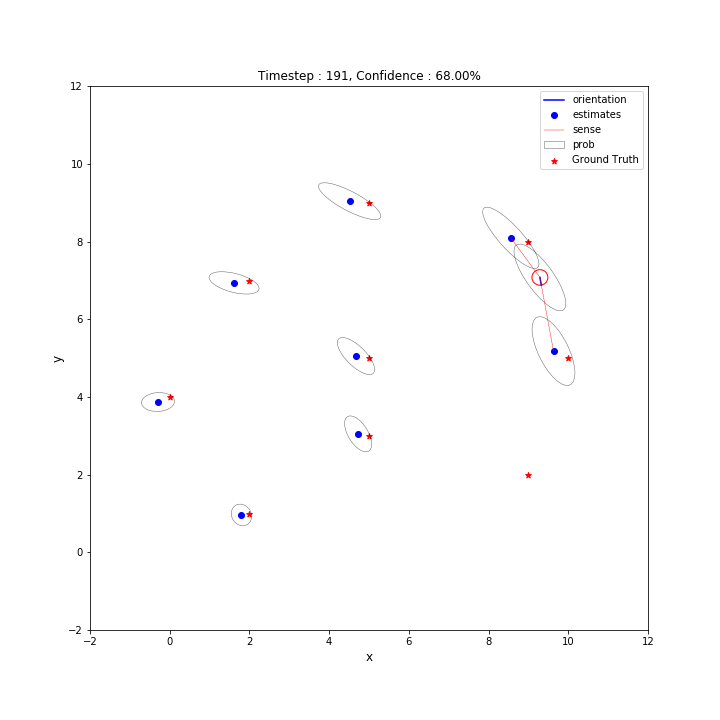 Timestep : 191, Confidence : 68.00%
orientation
estimates
sense
prob
Ground Truth
12
10
8
6
4
2
0
−2
y
−2 0 2 4 6 8 10 12
x